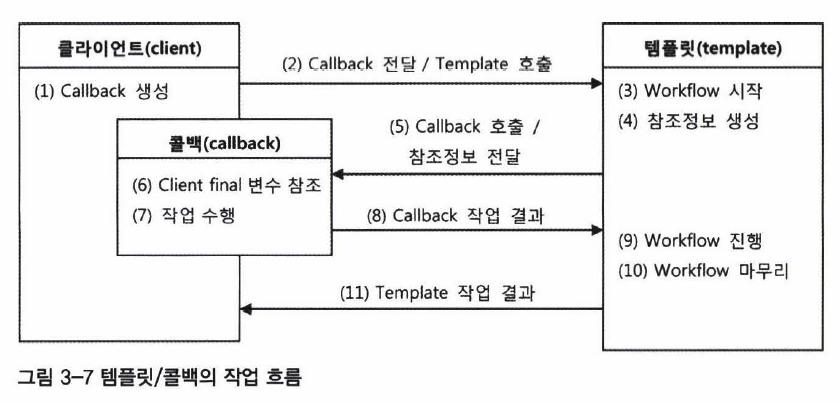 클라이언트(client)
(1) Callback 생성
(2) Callback 전달 / Template 호출
템플릿(template)
(3) Workflow 시작
(4) 참조정보 생성
(5) Callback 호출 /
참조정보 전달
콜백(callback)
(6) Client final 변수 참조
(7) 작업 수행
(8) Callback 작업 결과
(9) Workflow 진행
(10) Workflow 마무리
(11) Template 작업 결과
그림 3-7 템플릿/콜백의 작업 흐름